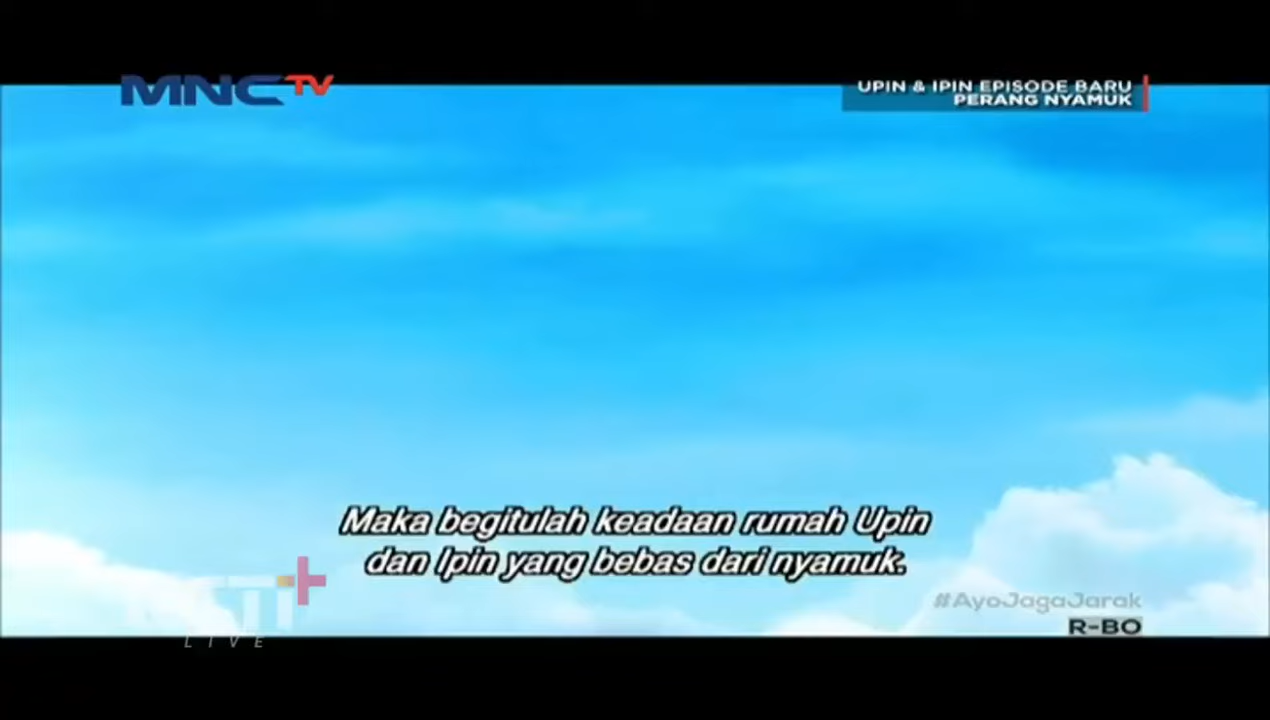 MNCTV
UPIN & IPIN EPISODE BARU
PERANG NYAMUK
Maka begitulah keadaan rumah Upin
dan Ipin yang bebas dari nyamuk.
#AyoJagaJarak
R-BO
LIVE